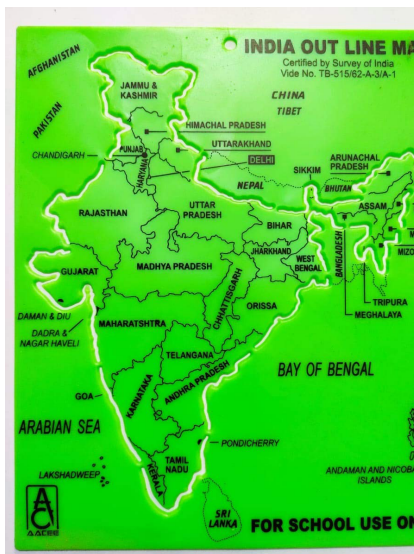 INDIA OUT LINE MA
Certified by Survey of India
Vide No. TB-515/62-A-3/A-1
AFGHANISTAN
PAKISTAN
JAMMU &
KASHMIR
CHINA
TIBET
HIMACHAL PRADESH
PUNJAB
UTTARAKHAND
CHANDIGARH
DELHI
HARYANA
ARUNACHAL
PRADESH
SIKKIM
NEPAL
BHUTAN
RAJASTHAN
UTTAR
PRADESH
ASSAM
BIHAR
M
MIZO
JHARKHAND
WEST
BENGAL
BANGLADESH
GUJARAT
MADHYA PRADESH
CHHATTISGARH
TRIPURA
MEGHALAYA
ORISSA
DAMAN & DIU
DADRA &
NAGAR HAVELI
MAHARATSHTRA
TELANGANA
BAY OF BENGAL
ANDHRA PRADESH
KARNATAKA
GOA
ARABIAN SEA
PONDICHERRY
TAMIL
NADU
KERALA
LAKSHADWEEP
ANDAMAN AND NICOBA
ISLANDS
SRI
LANKA
AACEE
FOR SCHOOL USE ON